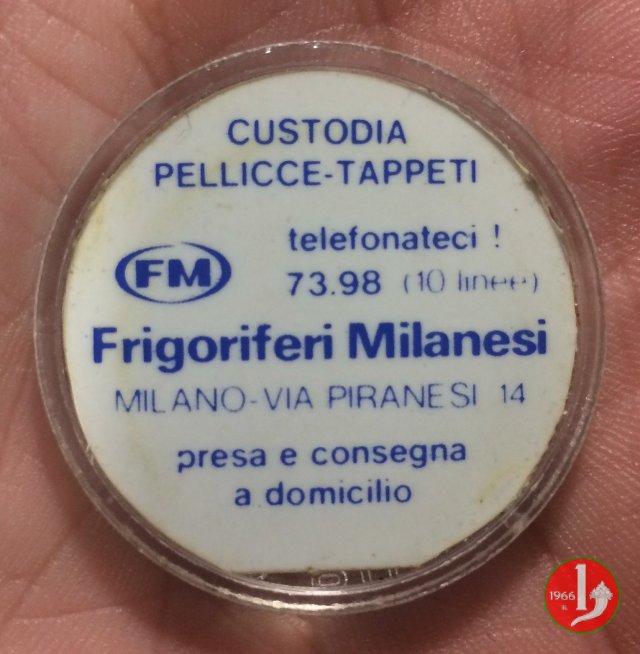 CUSTODIA
PELLICCE-TAPPETI
telefonateci !
FM
73.98 (10 linee)
Frigoriferi Milanesi
MILANO-VIA PIRANESI 14
presa e consegna
a domicilio
1966